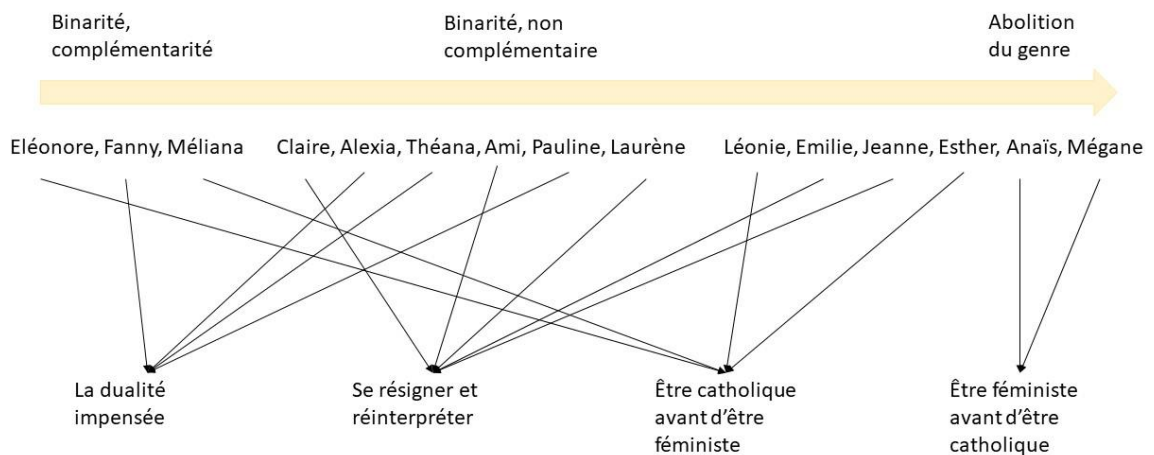 Binarité,
complémentarité
Binarité, non
complémentaire
Abolition
du genre
Eléonore, Fanny, Méliana
Claire, Alexia, Théana, Ami, Pauline, Laurène
Léonie, Emilie, Jeanne, Esther, Anaïs, Mégane
La dualité
impensée
Se résigner et
réinterpréter
Être catholique
avant d'être
féministe
Être féministe
avant d'être
catholique